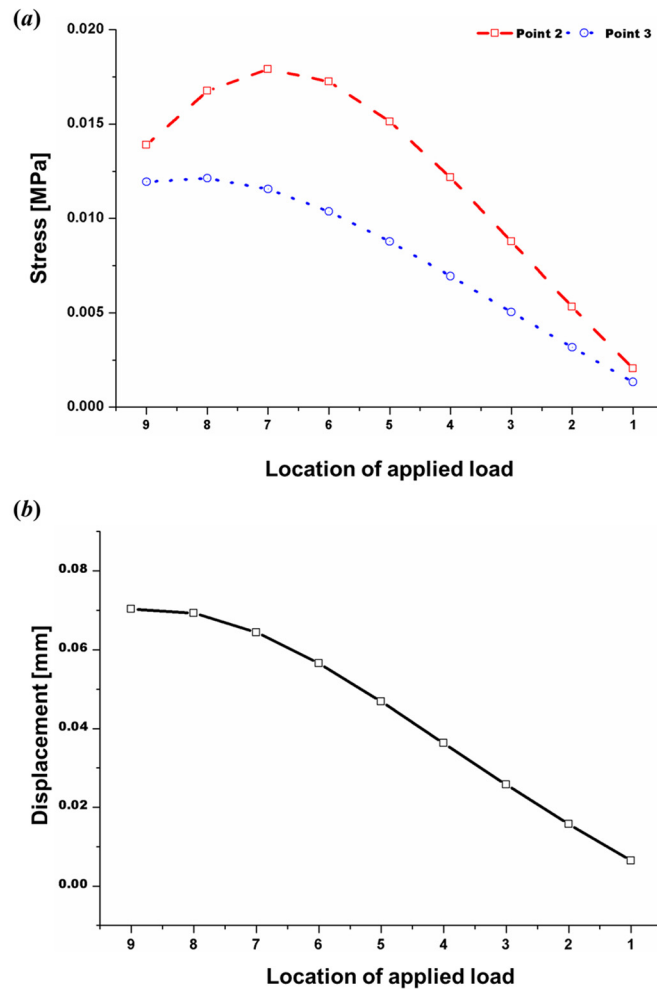 (a)
0.020
0.015
0.010
0.005
0.000
Stress [MPa]
Point 2
Point 3
9 8 7 6 5 4 3 2 1
Location of applied load
(b)
0.08
0.06
0.04
0.02
0.00
Displacement [mm]
9 8 7 6 5 4 3 2 1
Location of applied load